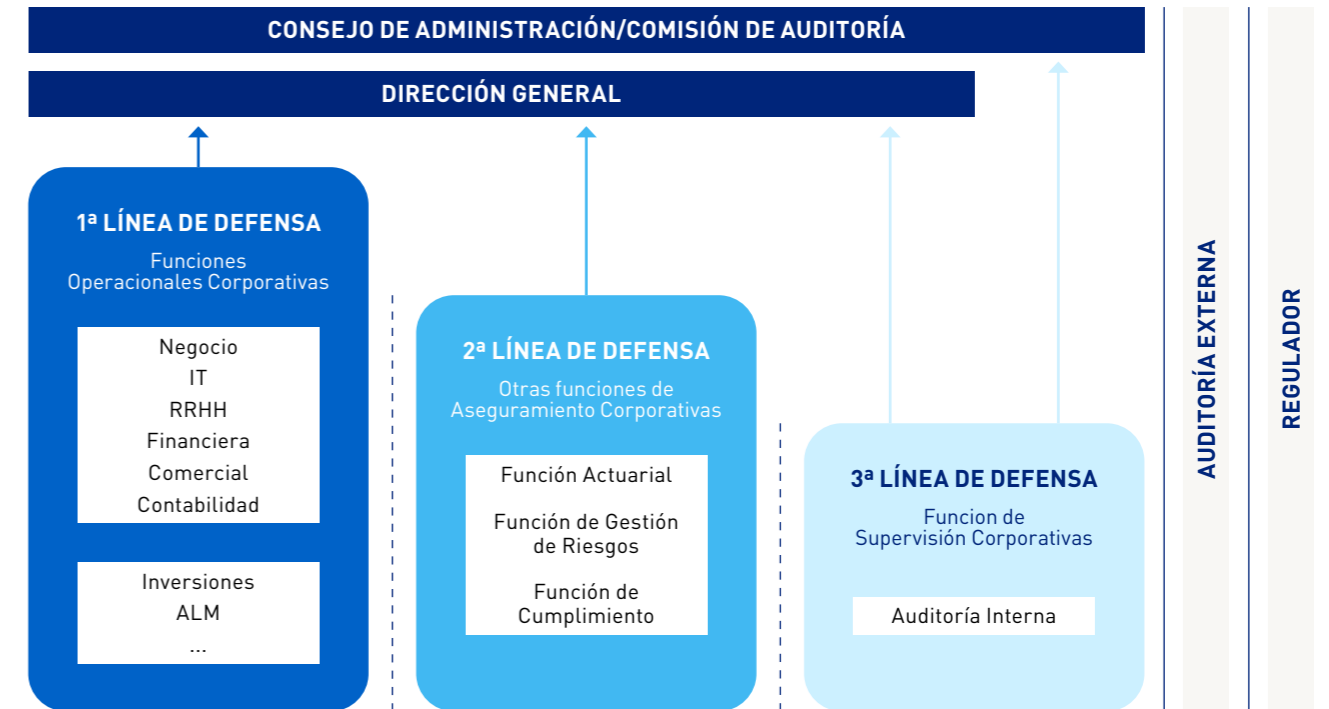 CONSEJO DE ADMINISTRACIÓN/COMISIÓN DE AUDITORÍA
DIRECCIÓN GENERAL
1ª LÍNEA DE DEFENSA
Funciones
Operacionales Corporativas
Negocio
IT
RRHH
Financiera
Comercial
Contabilidad
Inversiones
ALM
...
2ª LÍNEA DE DEFENSA
Otras funciones de
Aseguramiento Corporativas
Función Actuarial
Función de Gestión
de Riesgos
Función de
Cumplimiento
3ª LÍNEA DE DEFENSA
Funcion de
Supervisión Corporativas
Auditoría Interna
AUDITORÍA EXTERNA
REGULADOR